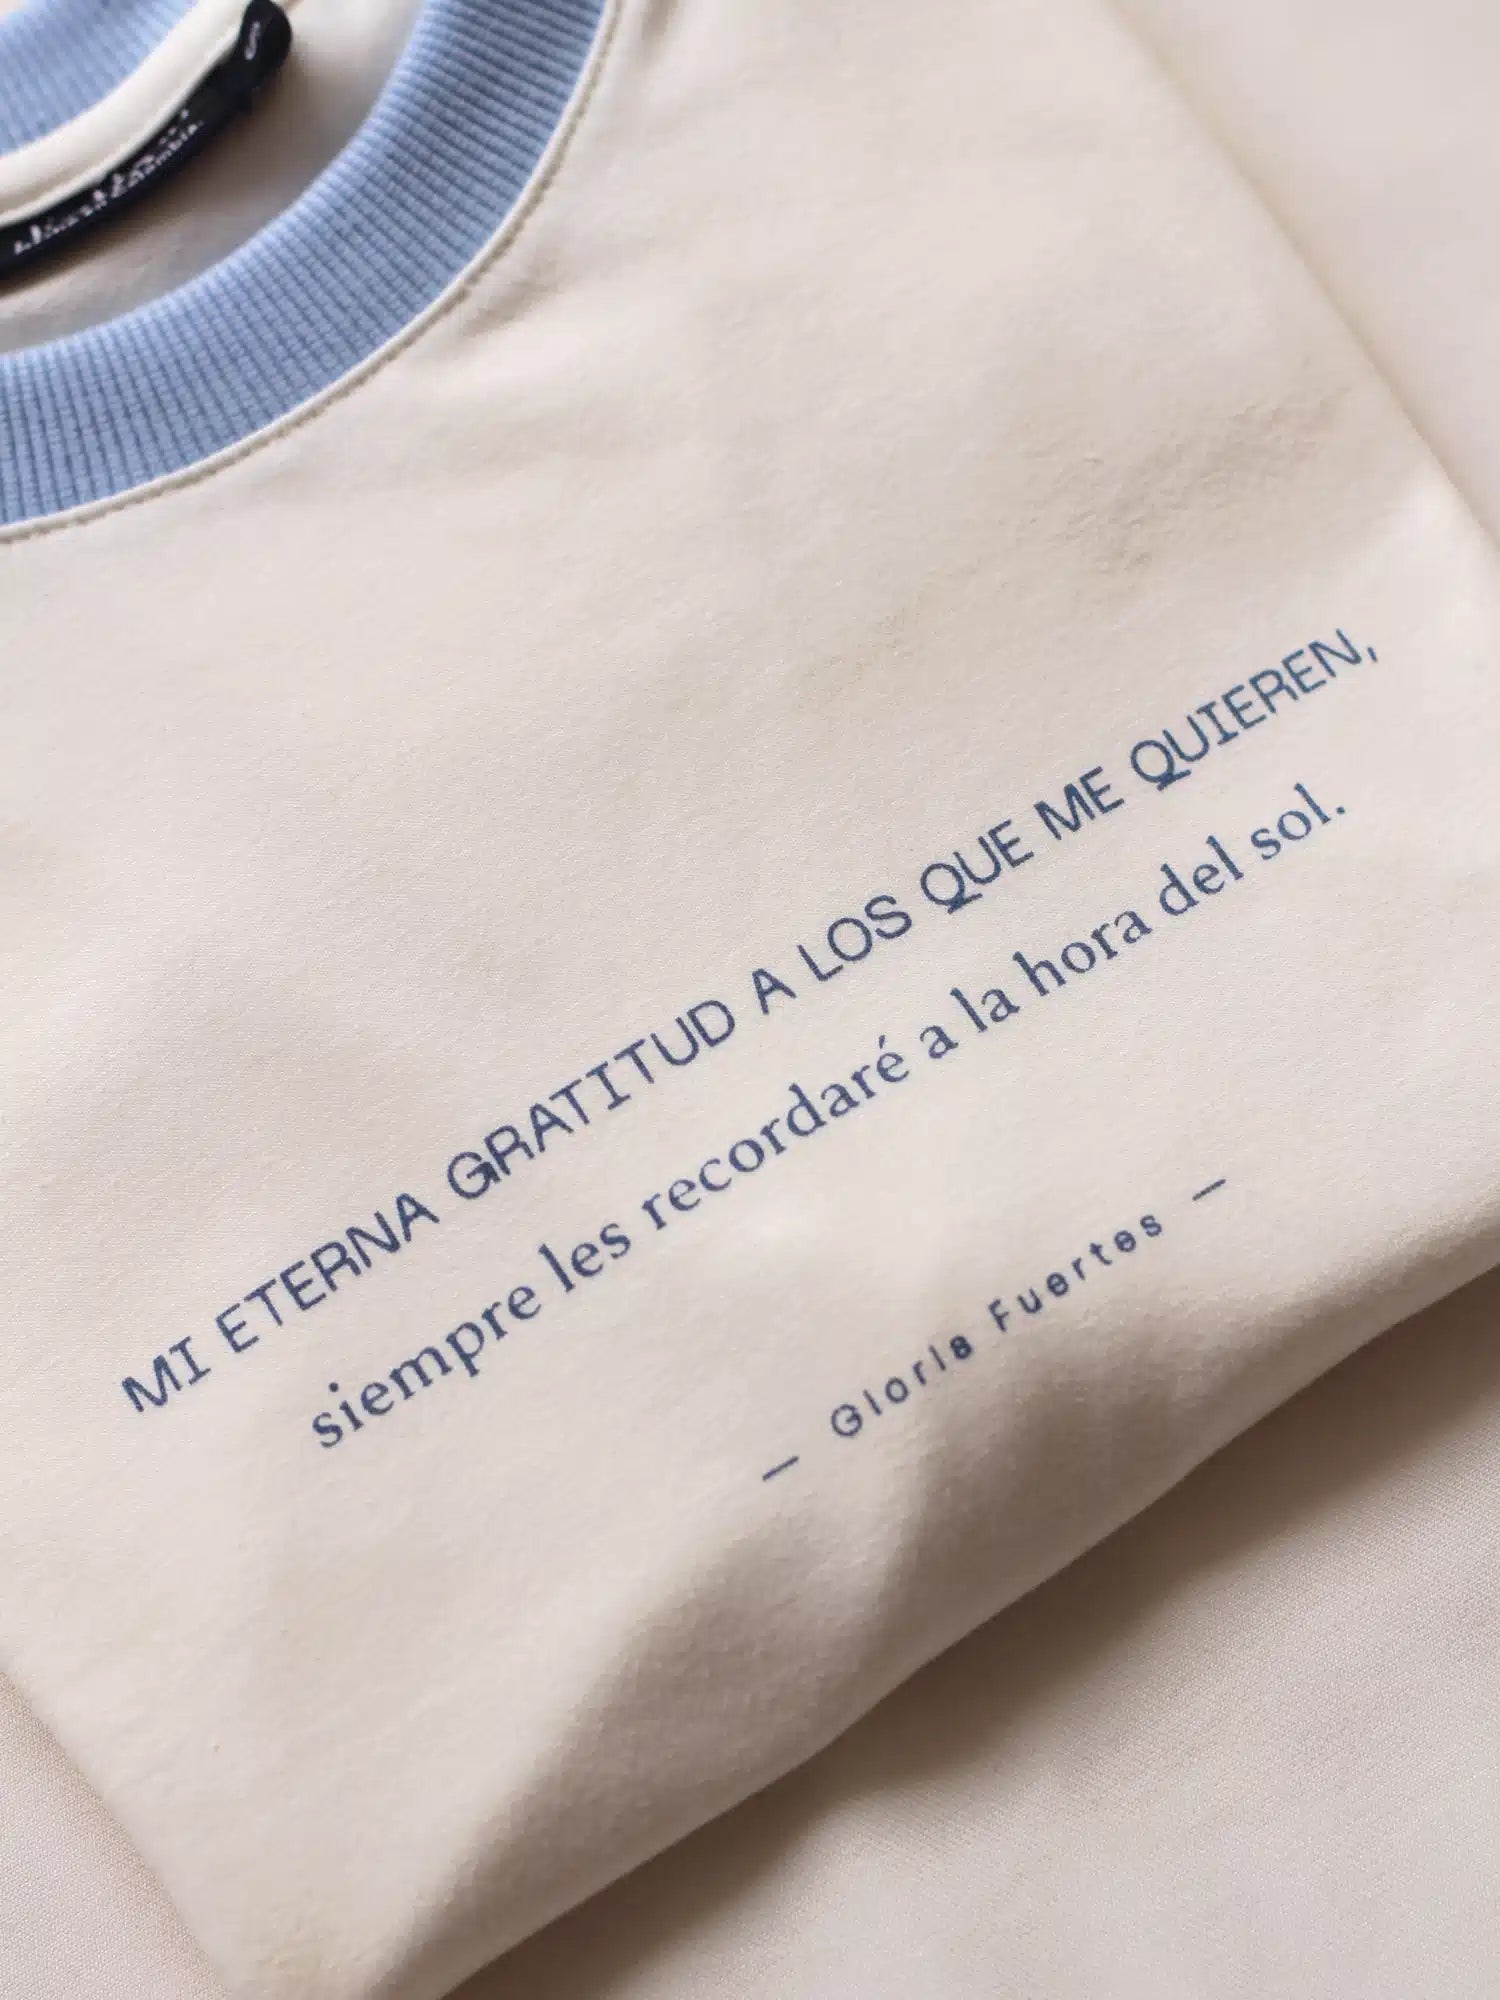 MI ETERNA GRATITUD A LOS QUE ME QUIEREN,
siempre les recordaré a la hora del sol.
— Gloria Fuertes —